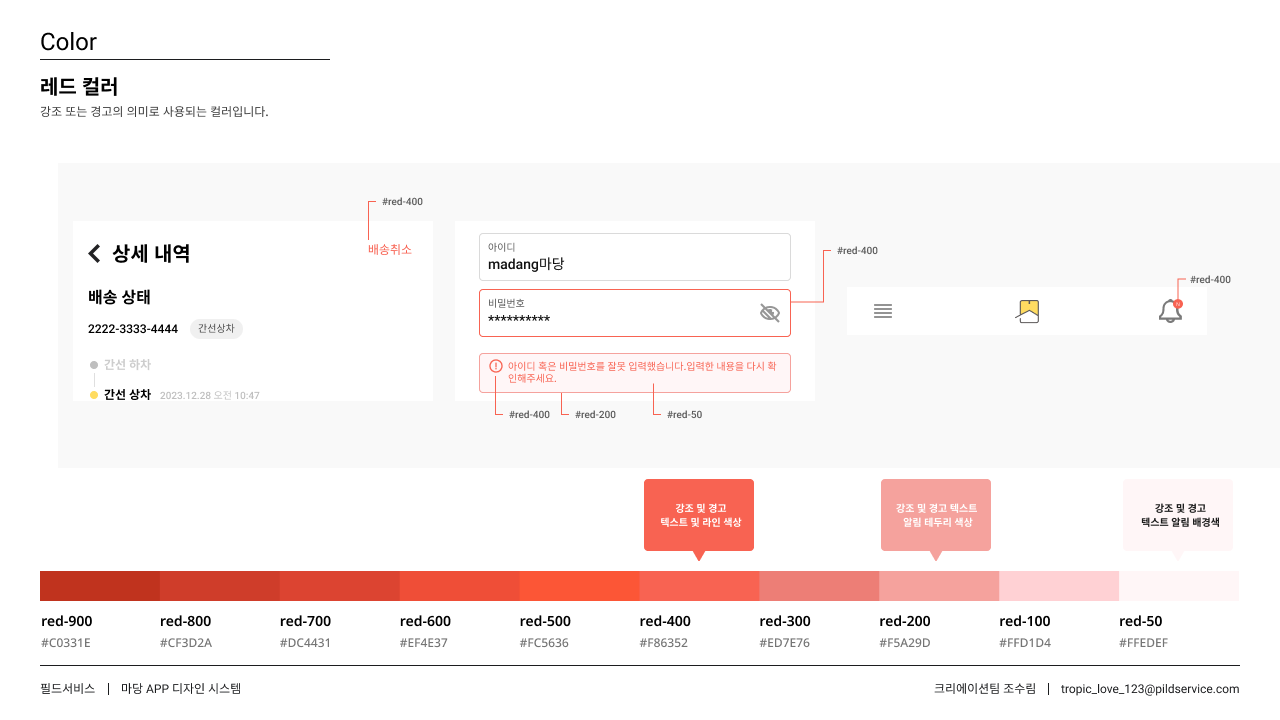 Color
레드 컬러
강조 또는 경고의 의미로 사용되는 컬러입니다.
#red-400
상세 내역
배송취소
배송 상태
2222-3333-4444 간선상차
간선 하차
간선 상차 2023.12.28 오전 10:47
아이디
madang마당
#red-400
비밀번호
**********
아이디 혹은 비밀번호를 잘못 입력했습니다.입력한 내용을 다시 확
인해주세요.
#red-400 #red-200 #red-50
#red-400
N
강조 및 경고
텍스트 및 라인 색상
강조 및 경고 텍스트
알림 테두리 색상
강조 및 경고
텍스트 알림 배경색
red-900 red-800 red-700 red-600 red-500 red-400 red-300 red-200 red-100 red-50
#C0331E #CF3D2A #DC4431 #EF4E37 #FC5636 #F86352 #ED7E76 #F5A29D #FFD1D4 #FFEDEF
필드서비스 | 마당 APP 디자인 시스템
크리에이션팀 조수림 | tropic_love_123@pildservice.com